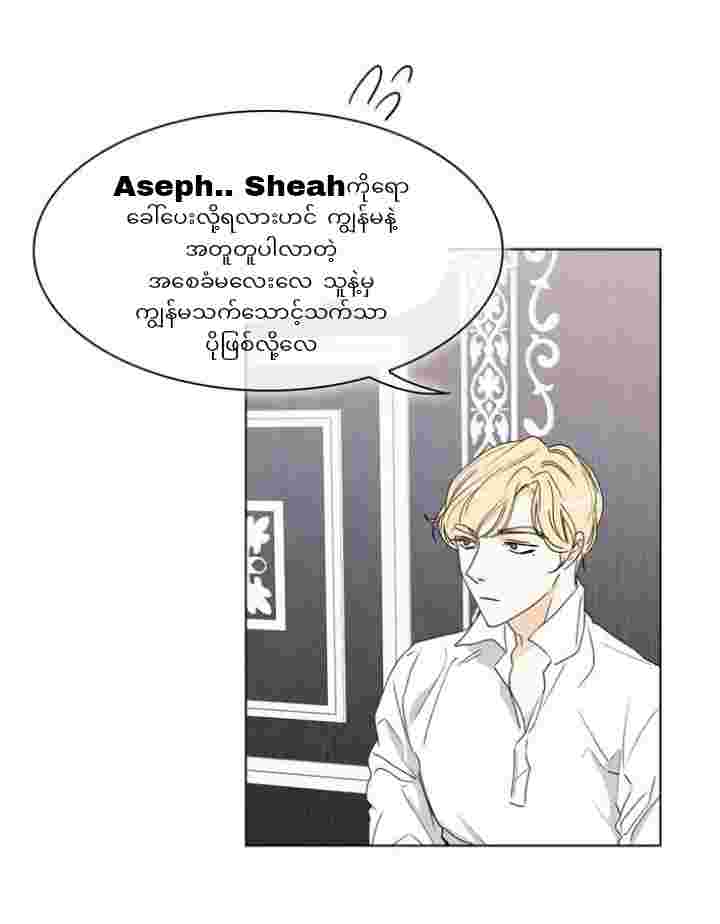 Aseph.. Sheahကိုရော
ခေါ်ပေးလို့ရလားဟင် ကျွန်မနဲ့
အတူတူပါလာတဲ့
အစေခံမလေးလေ သူနဲ့မှ
ကျွန်မသက်သောင့်သက်သာ
ပိုဖြစ်လို့လေ